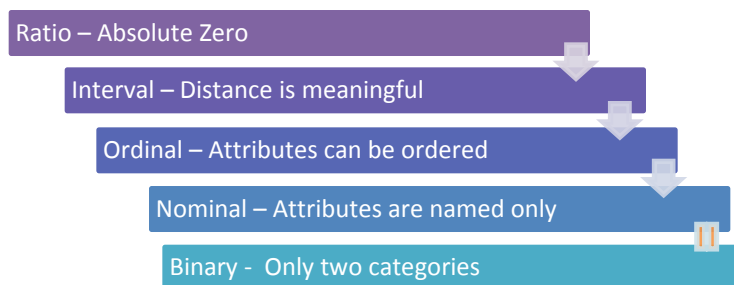 Ratio – Absolute Zero
Interval – Distance is meaningful
Ordinal – Attributes can be ordered
Nominal – Attributes are named only
Binary -  Only two categories